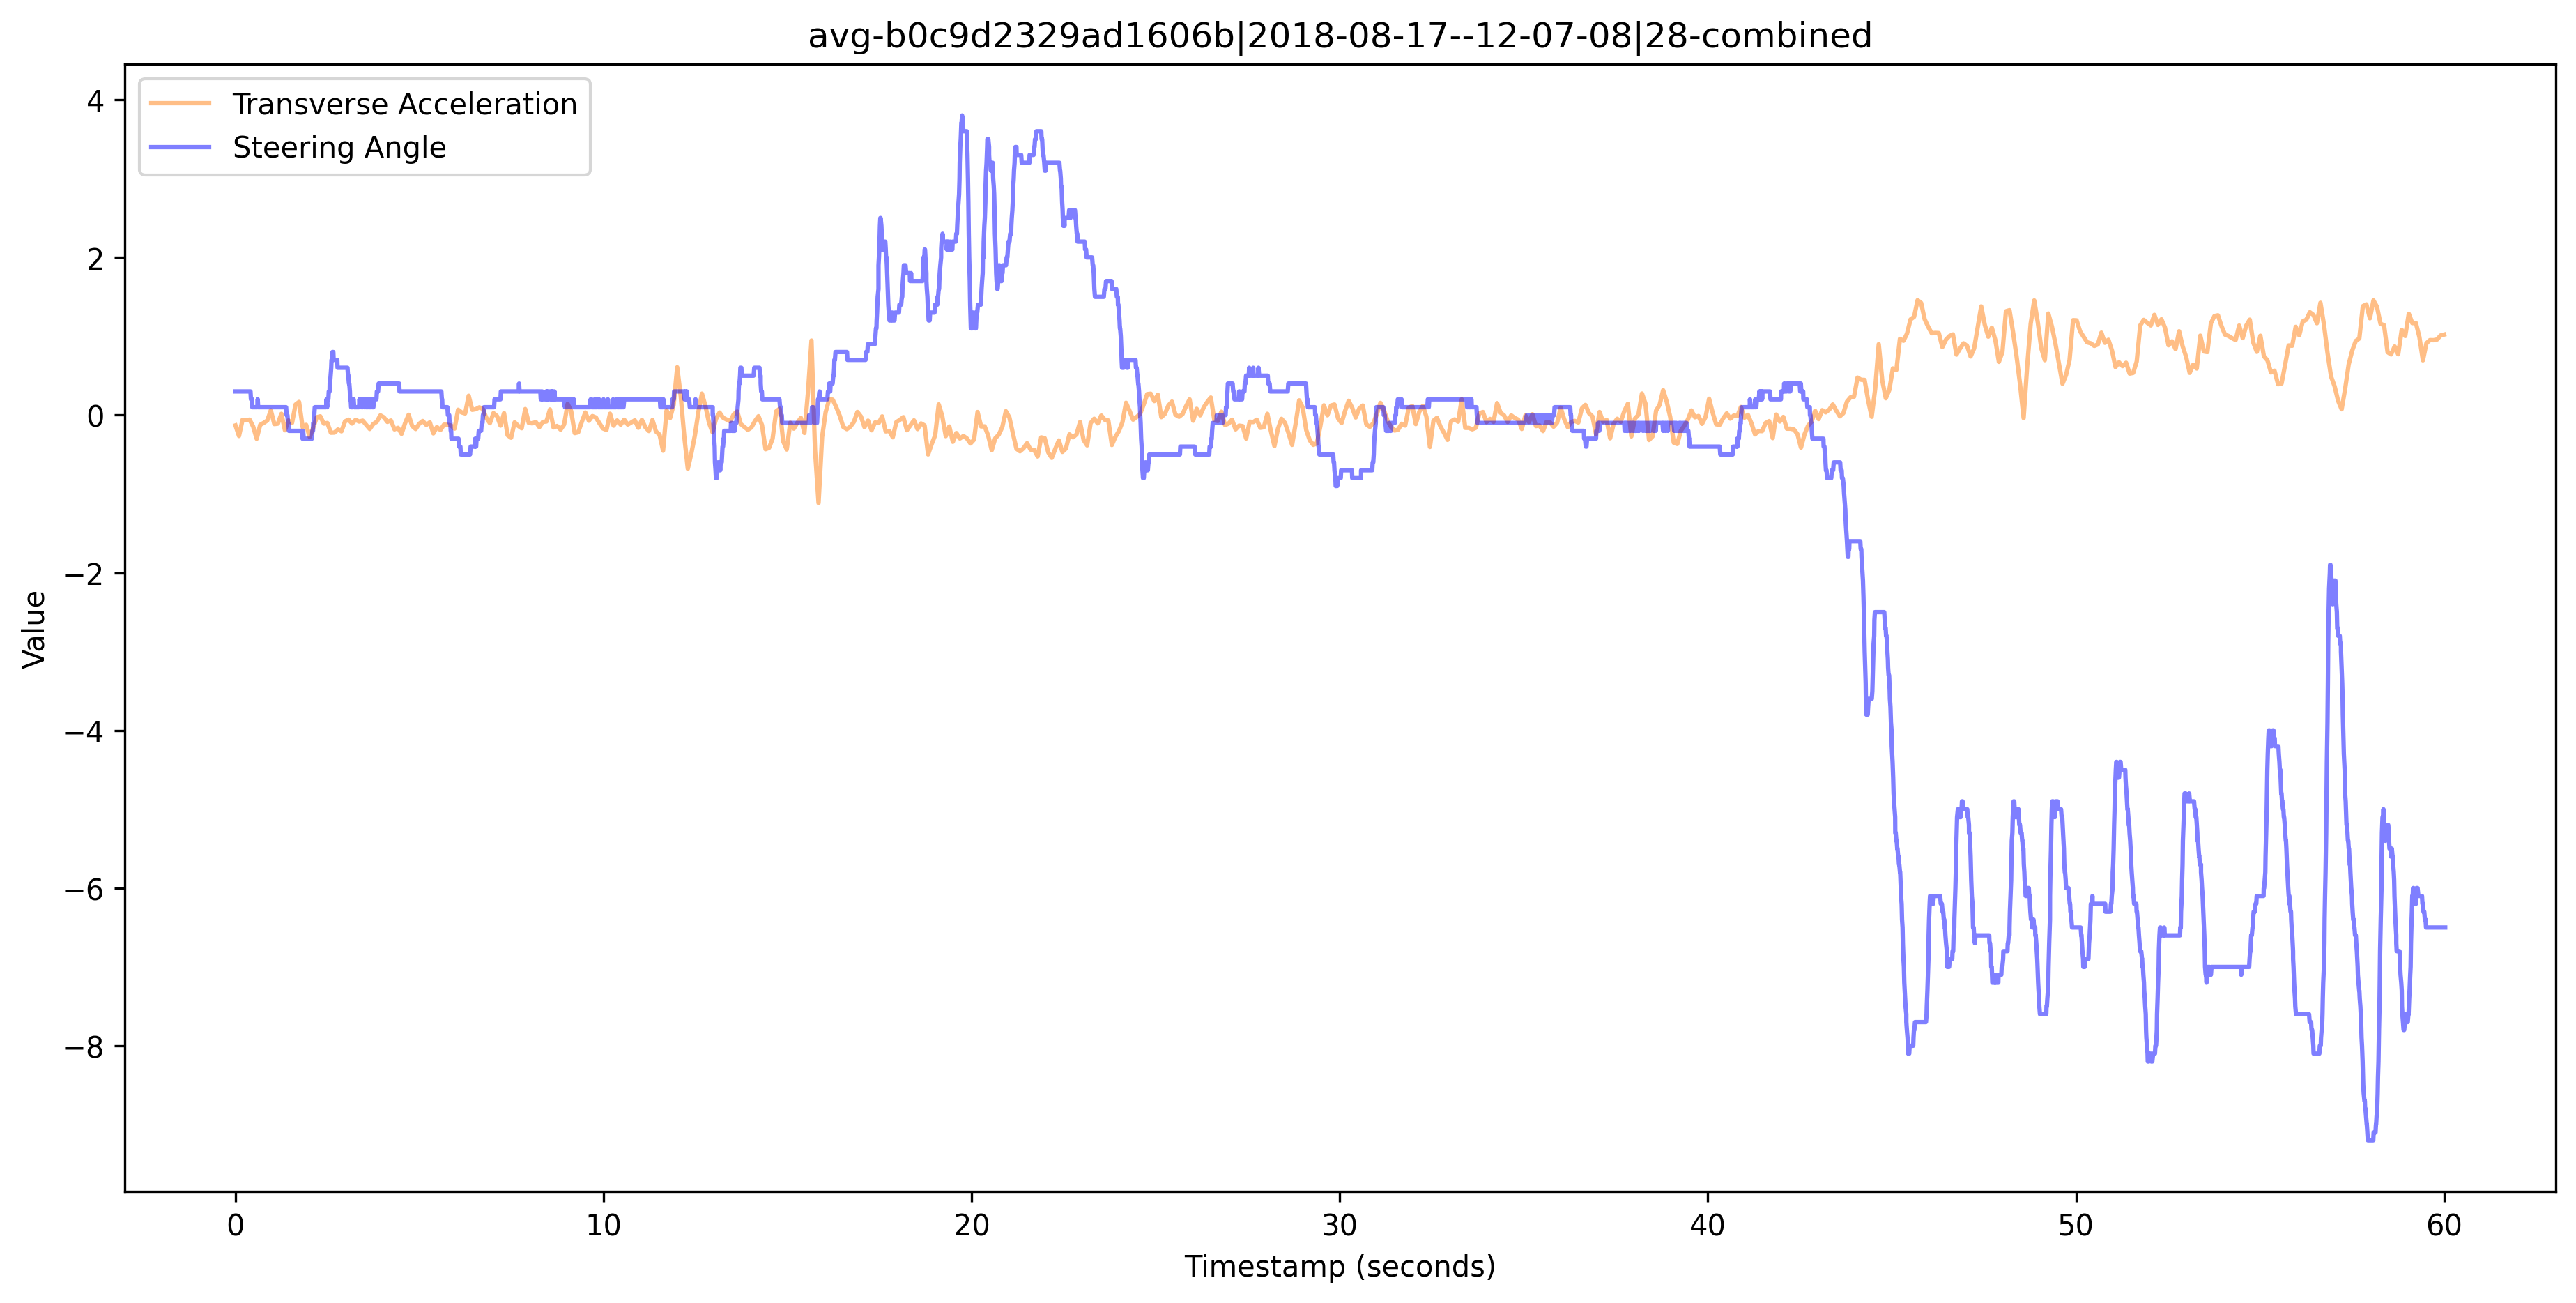 avg-b0c9d2329ad1606b|2018-08-17--12-07-08|28-combined
Transverse Acceleration
Steering Angle
4
2
0
−2
−4
−6
−8
Value
0 10 20 30 40 50 60
Timestamp (seconds)